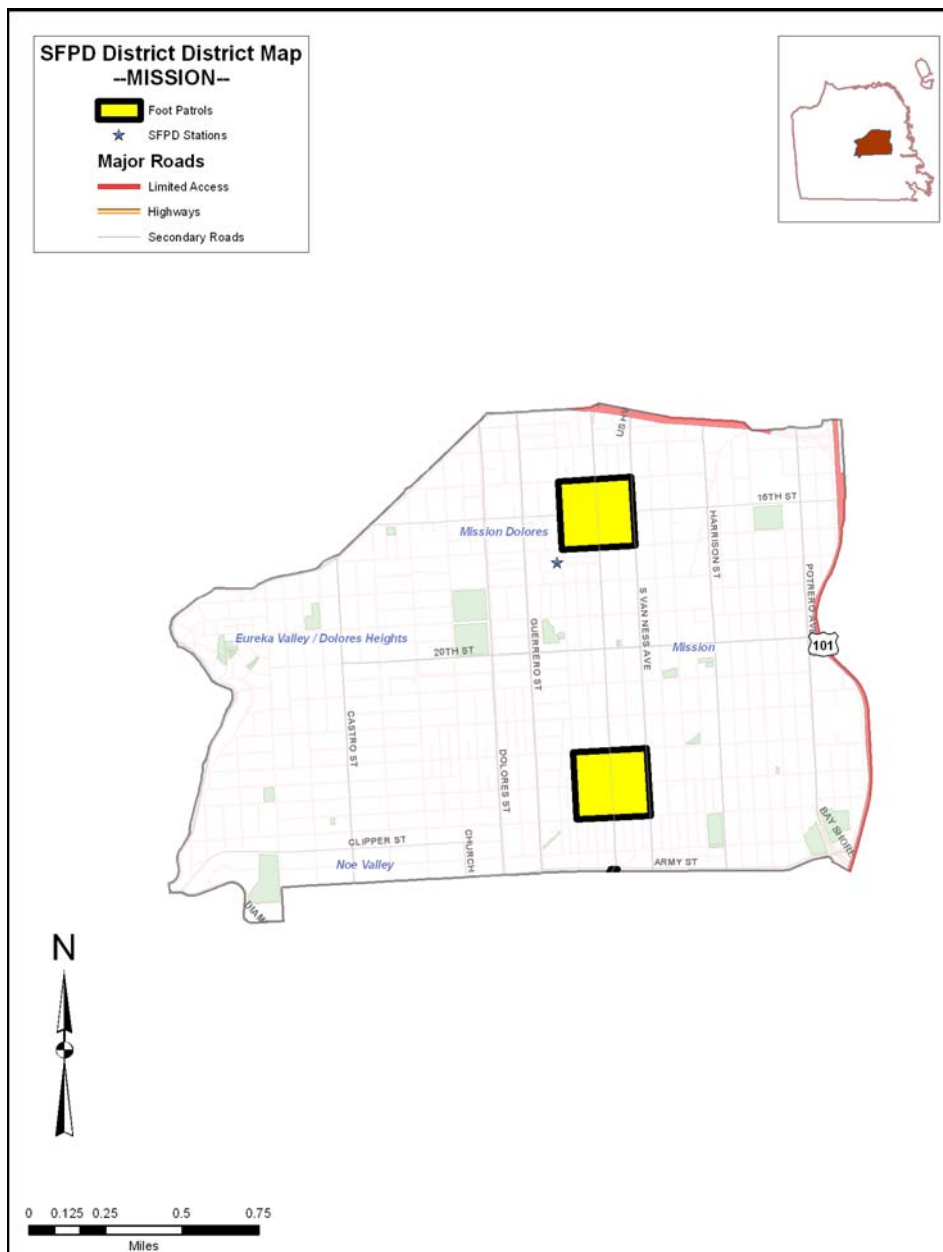 SFPD District District Map
--MISSION--
Foot Patrols
SFPD Stations
Major Roads
Limited Access
Highways
Secondary Roads
US H
16TH ST
Mission Dolores
HARRISON ST
POTRERO AVE
S VAN NESS AVE
GUERRERO ST
Eureka Valley / Dolores Heights
20TH ST
Mission
101
CASTRO ST
DOLORES ST
BAY SHORE
CLIPPER ST
CHURCH
ARMY ST
Noe Valley
DIAM
N
0 0.125 0.25 0.5 0.75
Miles